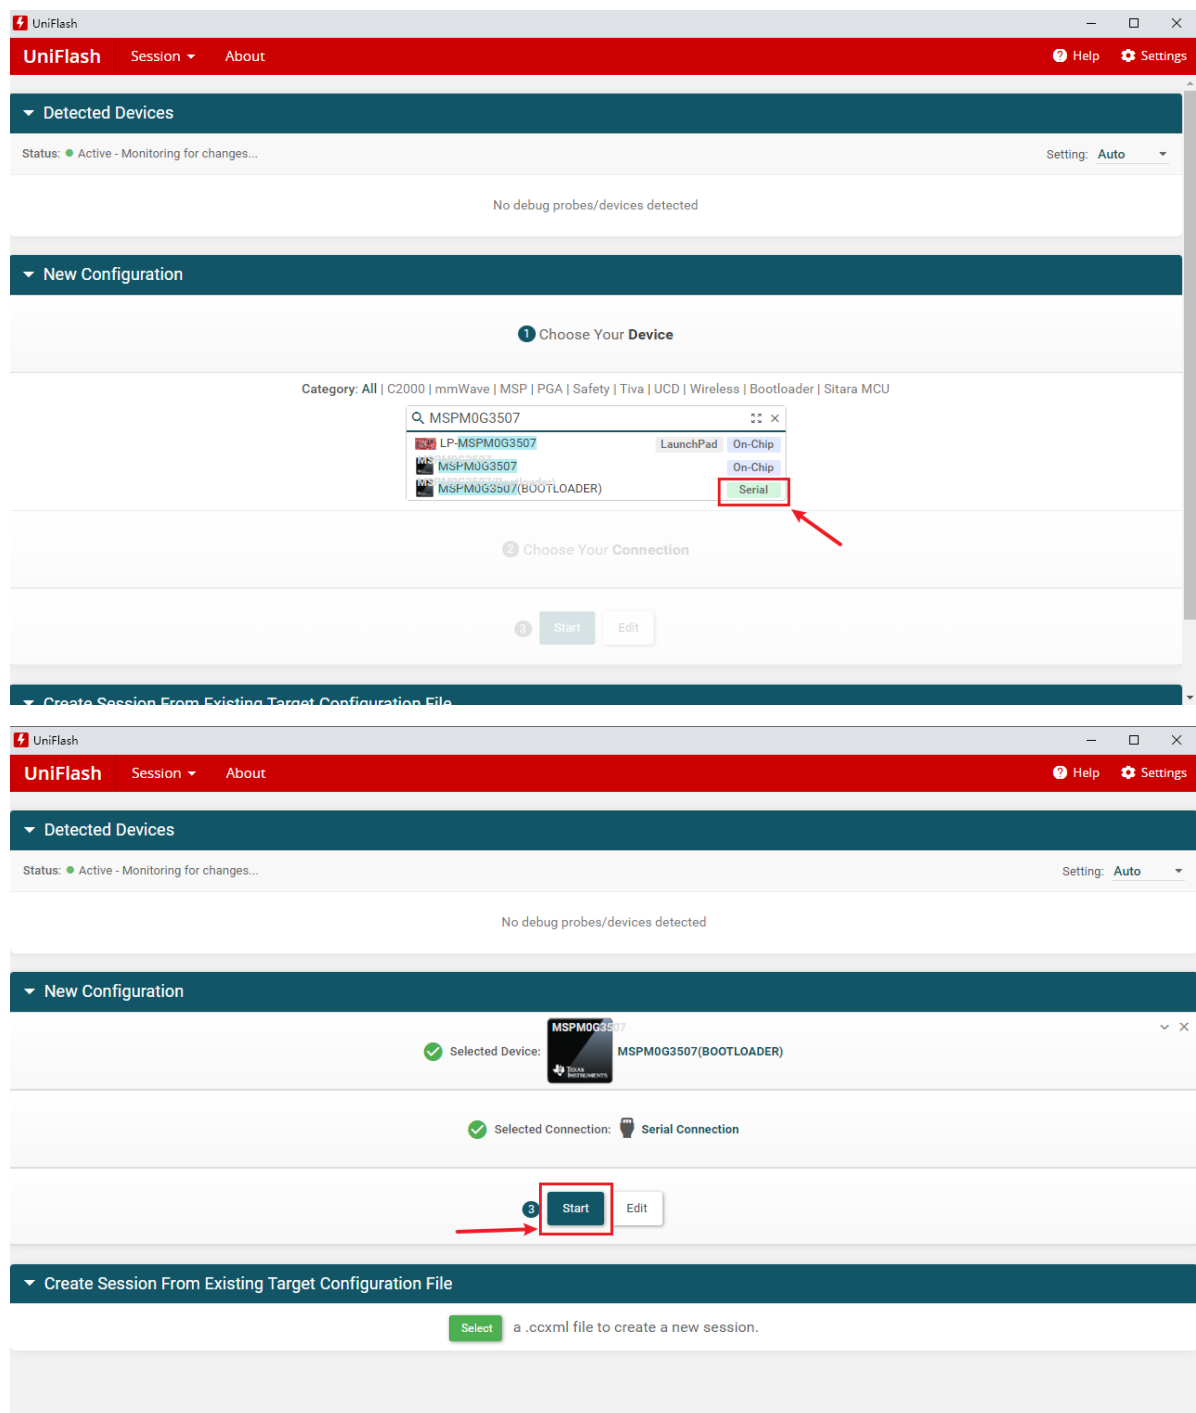 UniFlash
UniFlash Session About Help Settings
Detected Devices
Status: Active - Monitoring for changes... Setting: Auto
No debug probes/devices detected
New Configuration
1 Choose Your Device
Category: All | C2000 | mmWave | MSP | PGA | Safety | Tiva | UCD | Wireless | Bootloader | Sitara MCU
MSPM0G3507
LP-MSPM0G3507 LaunchPad On-Chip
MSPM0G3507 On-Chip
MSPM0G3507(BOOTLOADER) Serial
2 Choose Your Connection
3 Start Edit
Create Session From Existing Target Configuration File
UniFlash
UniFlash Session About Help Settings
Detected Devices
Status: Active - Monitoring for changes... Setting: Auto
No debug probes/devices detected
New Configuration
MSPM0G3507
Selected Device: MSPM0G3507(BOOTLOADER)
TEXAS INSTRUMENTS
Selected Connection: Serial Connection
3 Start Edit
Create Session From Existing Target Configuration File
Select a .ccxml file to create a new session.